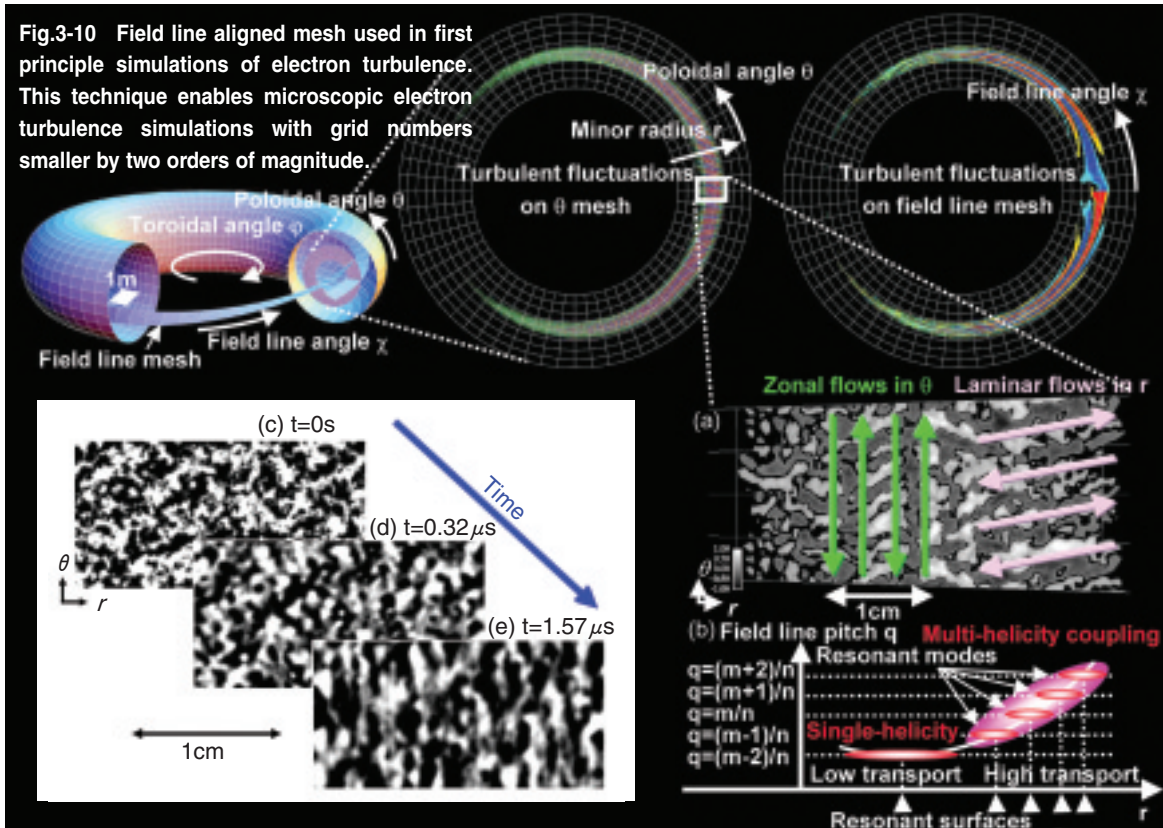 Fig.3-10 Field line aligned mesh used in first
principle simulations of electron turbulence.
This technique enables microscopic electron
turbulence simulations with grid numbers
smaller by two orders of magnitude.
Poloidal angle θ
Toroidal angle φ
1m
Field line mesh
Field line angle χ
Poloidal angle θ
Minor radius r
Turbulent fluctuations
on θ mesh
Field line angle χ
Turbulent fluctuations
on field line mesh
(c) t=0s
Time
(d) t=0.32μs
θ
r
(e) t=1.57μs
1cm
Zonal flows in θ
Laminar flows in r
(a)
θ
r
1cm
(b) Field line pitch q
Multi-helicity coupling
Resonant modes
q=(m+2)/n
q=(m+1)/n
q=m/n
q=(m-1)/n
q=(m-2)/n
Single-helicity
Low transport
High transport
Resonant surfaces
r